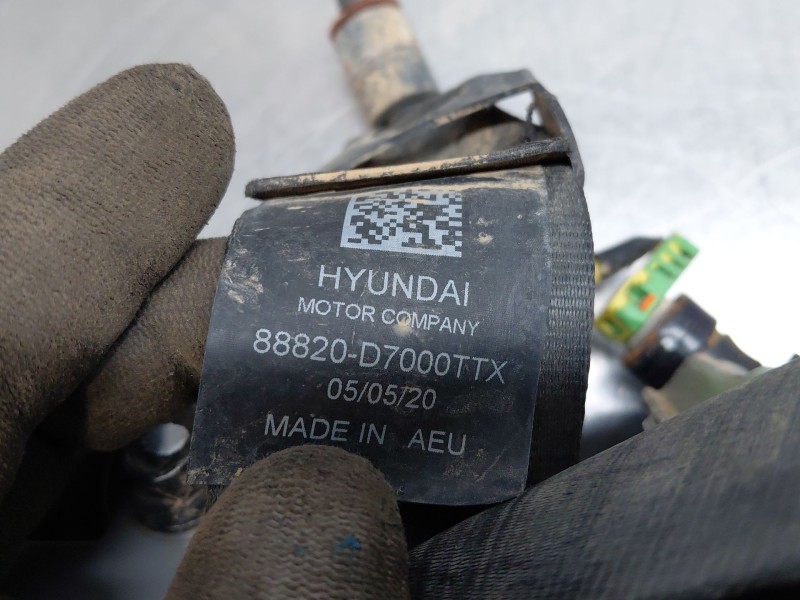 HYUNDAI
MOTOR COMPANY
88820-D7000TTX
05/05/20
MADE IN AEU